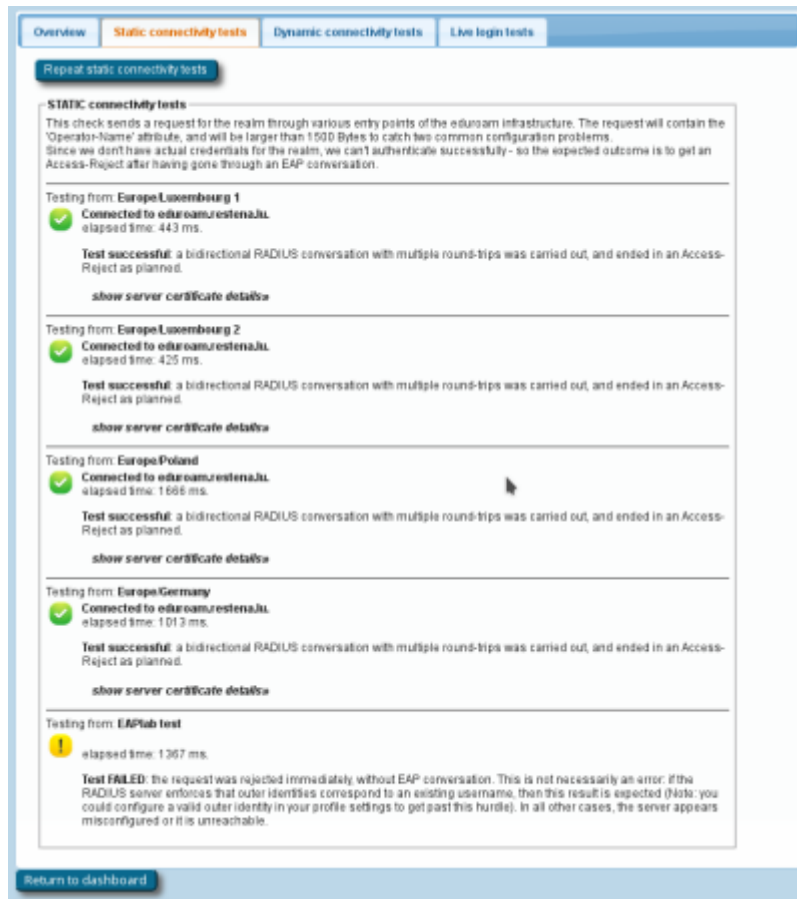 Overview Static connectivity tests Dynamic connectivity tests Live login tests
Repeat static connectivity tests
STATIC connectivity tests
This check sends a request for the realm through various entry points of the eduroam infrastructure. The request will contain the
'Operator-Name' attribute, and will be larger than 1500 Bytes to catch two common configuration problems.
Since we don't have actual credentials for the realm, we can't authenticate successfully - so the expected outcome is to get an
Access-Reject after having gone through an EAP conversation.
Testing from: Europe/Luxembourg 1
Connected to eduroam.restena.lu.
elapsed time: 443 ms.
Test successful: a bidirectional RADIUS conversation with multiple round-trips was carried out, and ended in an Access-
Reject as planned.
show server certificate details»
Testing from: Europe/Luxembourg 2
Connected to eduroam.restena.lu.
elapsed time: 425 ms.
Test successful: a bidirectional RADIUS conversation with multiple round-trips was carried out, and ended in an Access-
Reject as planned.
show server certificate details»
Testing from: Europe/Poland
Connected to eduroam.restena.lu.
elapsed time: 1666 ms.
Test successful: a bidirectional RADIUS conversation with multiple round-trips was carried out, and ended in an Access-
Reject as planned.
show server certificate details»
Testing from: Europe/Germany
Connected to eduroam.restena.lu.
elapsed time: 1013 ms.
Test successful: a bidirectional RADIUS conversation with multiple round-trips was carried out, and ended in an Access-
Reject as planned.
show server certificate details»
Testing from: EAPlab test
elapsed time: 1367 ms.
Test FAILED: the request was rejected immediately, without EAP conversation. This is not necessarily an error: if the
RADIUS server enforces that outer identities correspond to an existing username, then this result is expected (Note: you
could configure a valid outer identity in your profile settings to get past this hurdle). In all other cases, the server appears
misconfigured or it is unreachable.
Return to dashboard